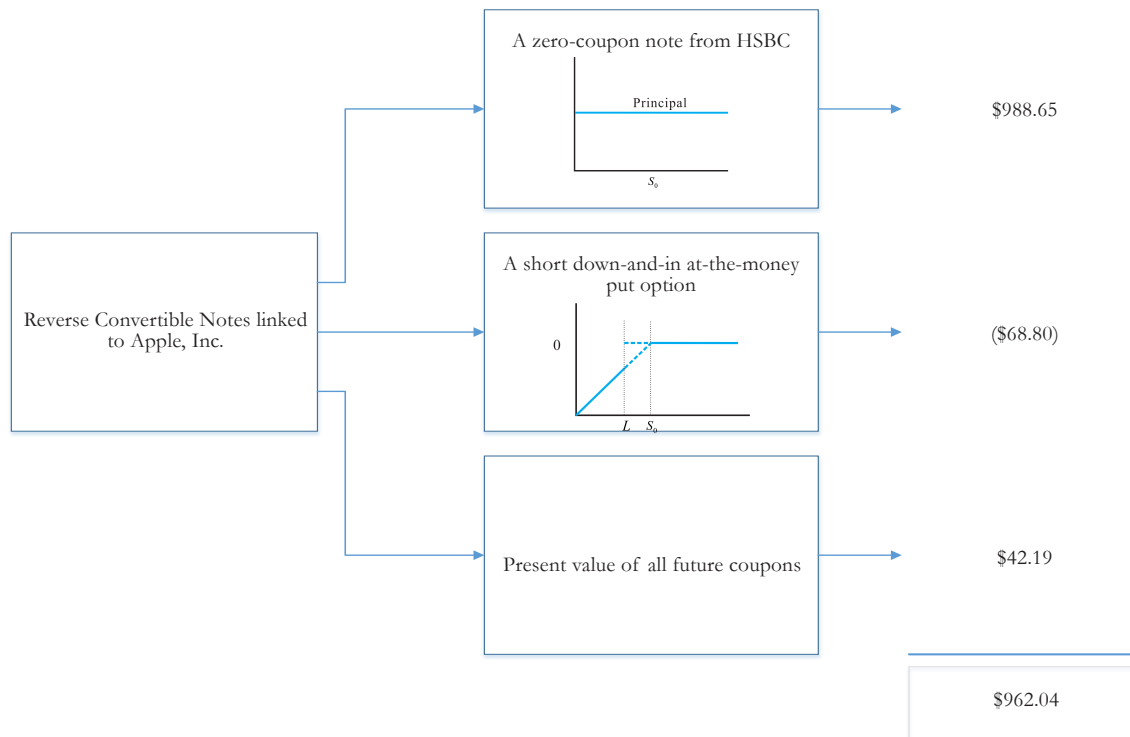 A zero-coupon note from HSBC
Principal
S₀
$988.65
Reverse Convertible Notes linked
to Apple, Inc.
A short down-and-in at-the-money
put option
0
L S₀
($68.80)
Present value of all future coupons
$42.19
$962.04